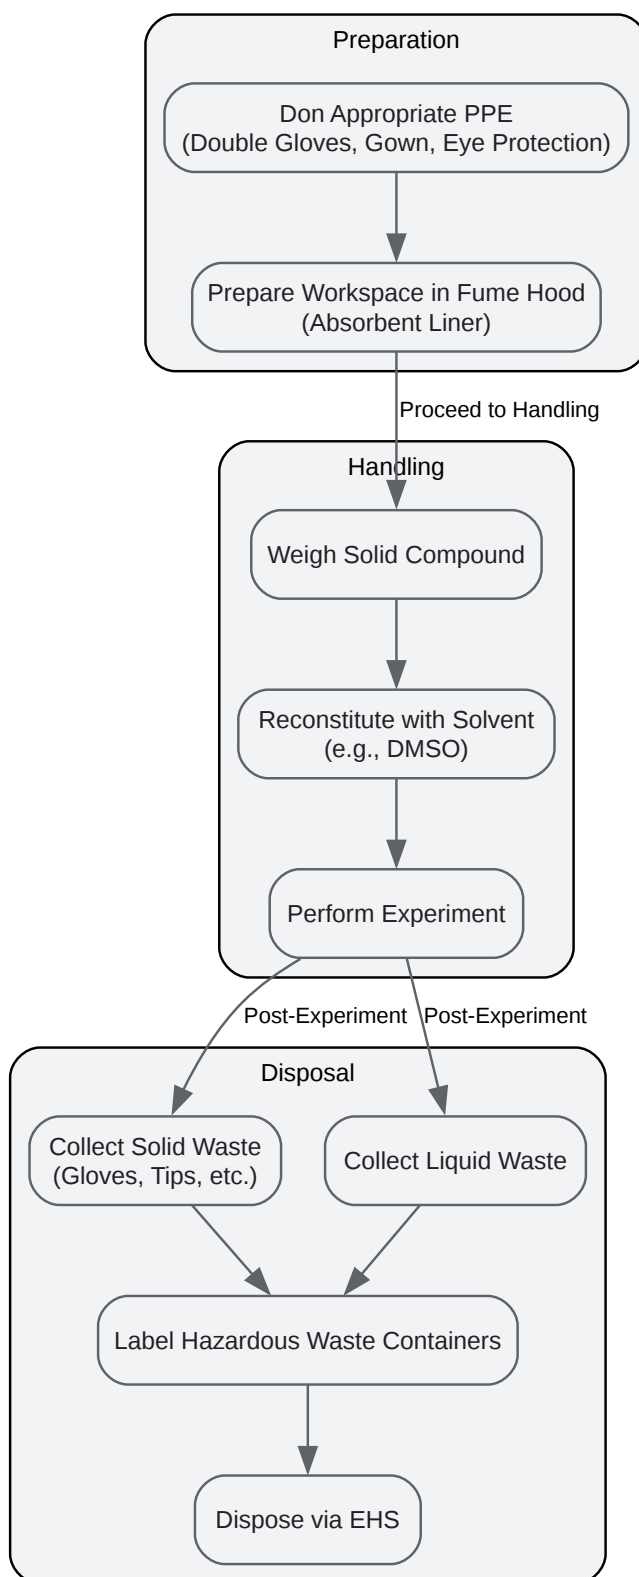 Preparation
Don Appropriate PPE
(Double Gloves, Gown, Eye Protection)
Prepare Workspace in Fume Hood
(Absorbent Liner)
Proceed to Handling
Handling
Weigh Solid Compound
Reconstitute with Solvent
(e.g., DMSO)
Perform Experiment
Post-Experiment
Post-Experiment
Disposal
Collect Solid Waste
(Gloves, Tips, etc.)
Collect Liquid Waste
Label Hazardous Waste Containers
Dispose via EHS